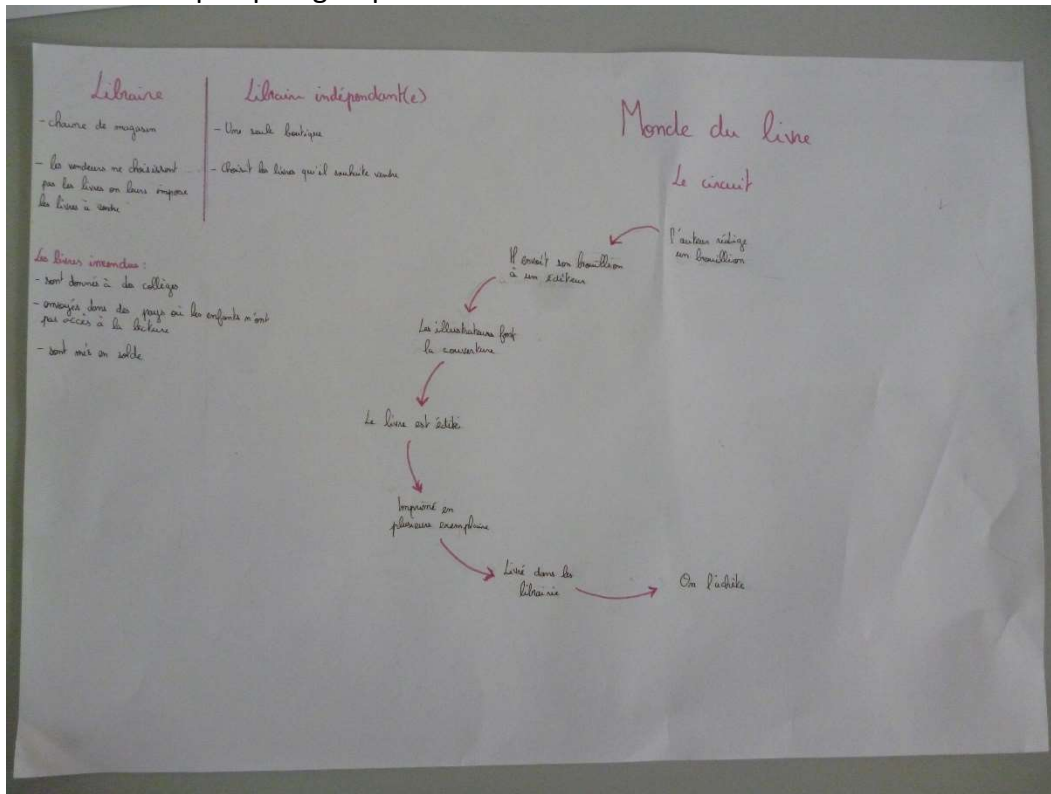 Libraire
- chaine de magasin
- les vendeurs ne choisissent
pas les livres on leurs impose
les livres à vendre
Libraire indépendant(e)
- Une seule boutique
- Choisit les livres qu'il souhaite vendre
Les livres invendus :
- sont donnés à des collèges
- envoyés dans des pays où les enfants n'ont
pas accès à la lecture
- sont mis en solde
Monde du livre
Le circuit
l'auteur rédige
un brouillion
Il envoit son brouillion
à un éditeur
Les illustrateurs font
la couverture
Le livre est édité
Imprimé en
plusieurs exemplaire
Livré dans les
librairie
On l'achète